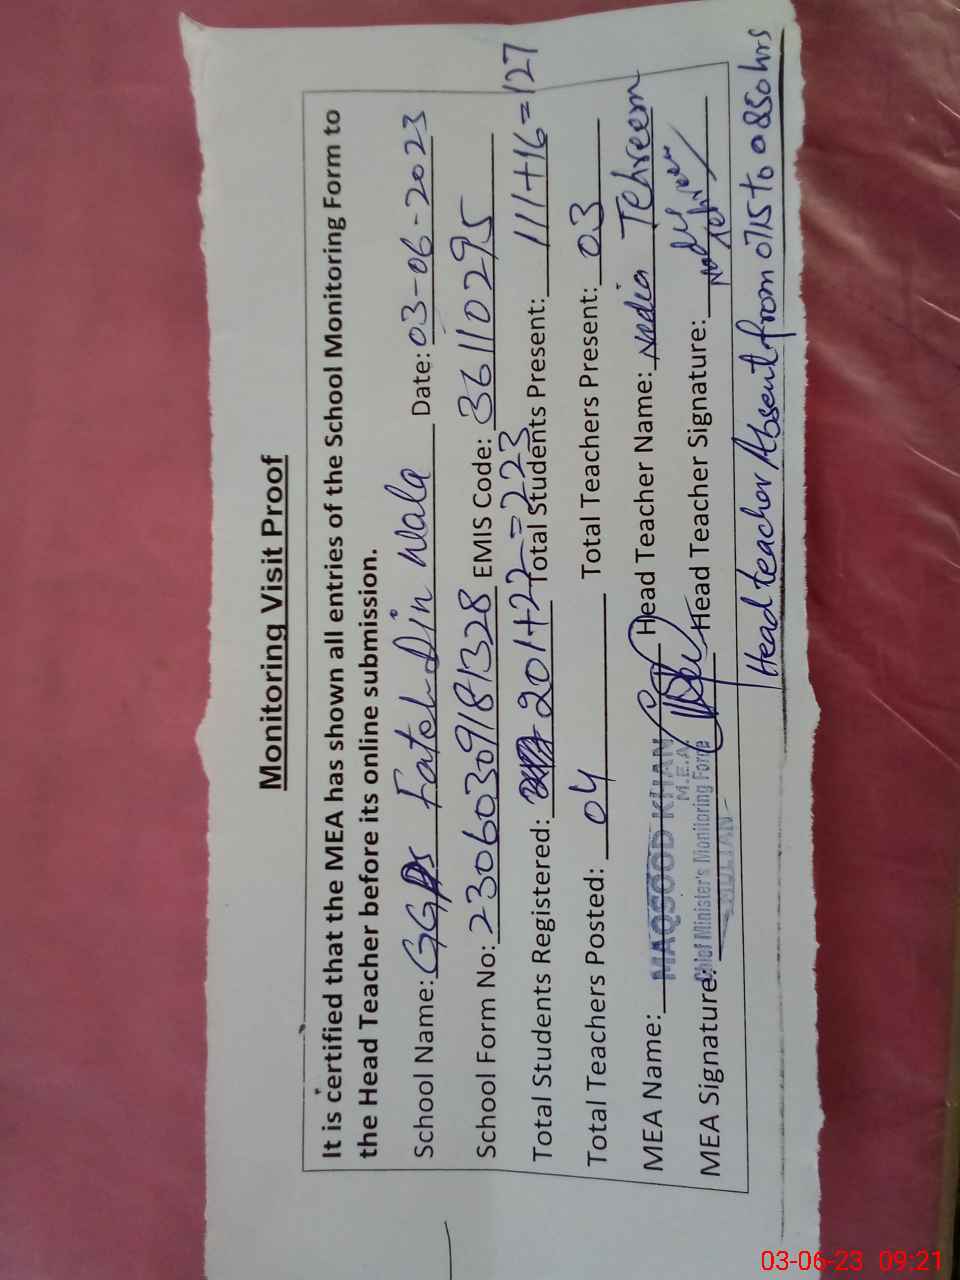 Monitoring Visit Proof
It is certified that the MEA has shown all entries of the School Monitoring Form to
the Head Teacher before its online submission.
School Name: GGPS Fateh Din Wala Date: 03-06-2023
School Form No: 23060309181328 EMIS Code: 36110295
Total Students Registered: 201+22=223 Total Students Present: 111+16=127
Total Teachers Posted: 04 Total Teachers Present: 03
MEA Name: MAQSOOD KHAN Head Teacher Name: Nadia Tehreem
M.E.A
MEA Signature: Chief Minister's Monitoring Force Head Teacher Signature: Nadia Tehreem
MULTAN
Head teacher Absent from 0715 to 0850 hrs
03-06-23 09:21